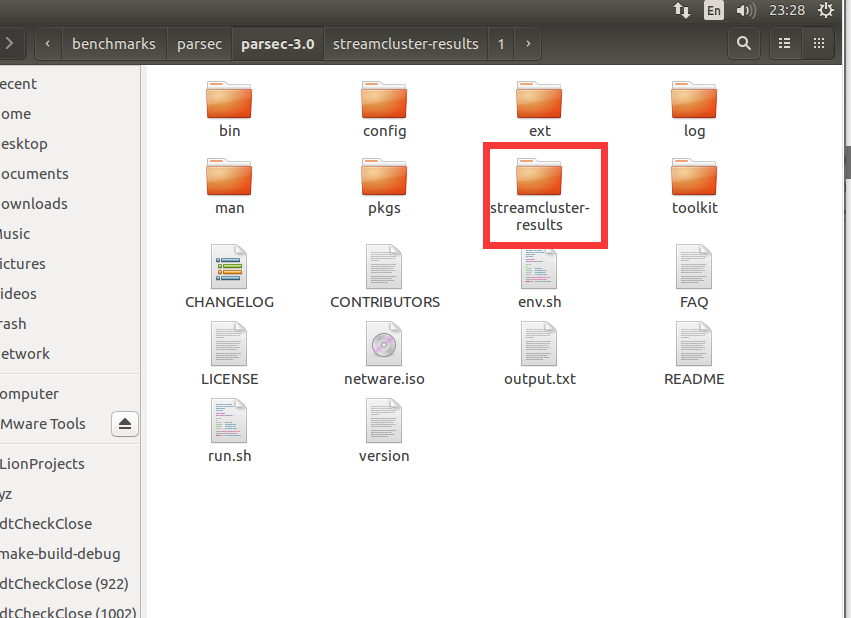 En 23:28
benchmarks parsec parsec-3.0 streamcluster-results 1
ecent
ome
esktop
ocuments
ownloads
usic
ictures
ideos
rash
etwork
omputer
Mware Tools
LionProjects
yz
dtCheckClose
make-build-debug
dtCheckClose (922)
dtCheckClose (1002)
bin config ext log
man pkgs streamcluster-
results toolkit
CHANGELOG CONTRIBUTORS env.sh FAQ
LICENSE netware.iso output.txt README
run.sh version